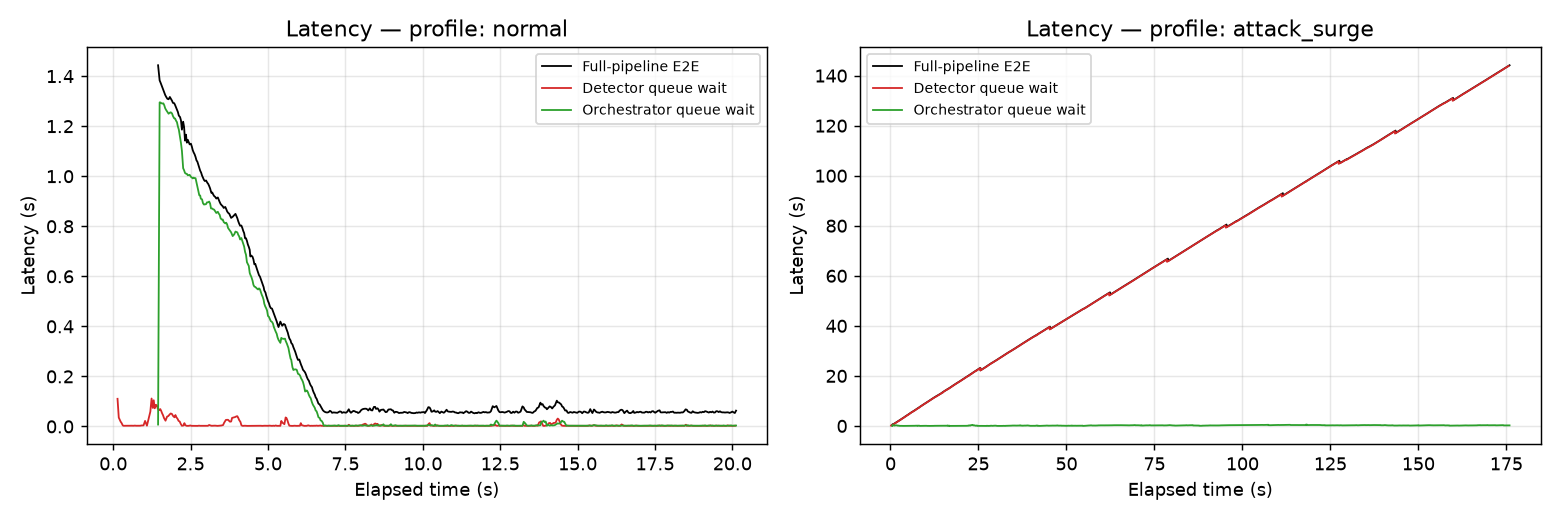 Latency — profile: normal
Latency (s)
1.4
1.2
1.0
0.8
0.6
0.4
0.2
0.0
Full-pipeline E2E
Detector queue wait
Orchestrator queue wait
0.0 2.5 5.0 7.5 10.0 12.5 15.0 17.5 20.0
Elapsed time (s)
Latency — profile: attack_surge
Latency (s)
140
120
100
80
60
40
20
0
Full-pipeline E2E
Detector queue wait
Orchestrator queue wait
0 25 50 75 100 125 150 175
Elapsed time (s)